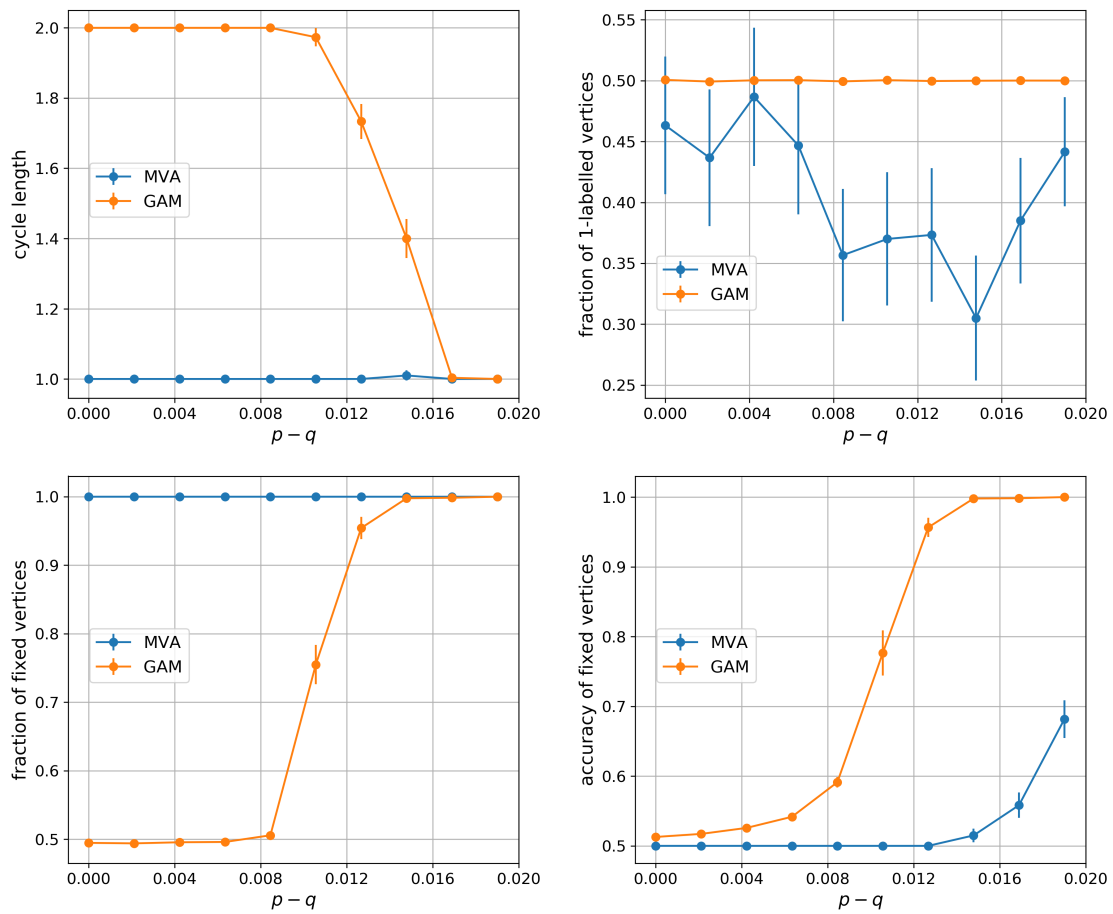 cycle length
2.0
1.8
1.6
1.4
1.2
1.0
MVA
GAM
0.000 0.004 0.008 0.012 0.016 0.020
p − q
fraction of 1-labelled vertices
0.55
0.50
0.45
0.40
0.35
0.30
0.25
MVA
GAM
0.000 0.004 0.008 0.012 0.016 0.020
p − q
fraction of fixed vertices
1.0
0.9
0.8
0.7
0.6
0.5
MVA
GAM
0.000 0.004 0.008 0.012 0.016 0.020
p − q
accuracy of fixed vertices
1.0
0.9
0.8
0.7
0.6
0.5
MVA
GAM
0.000 0.004 0.008 0.012 0.016 0.020
p − q